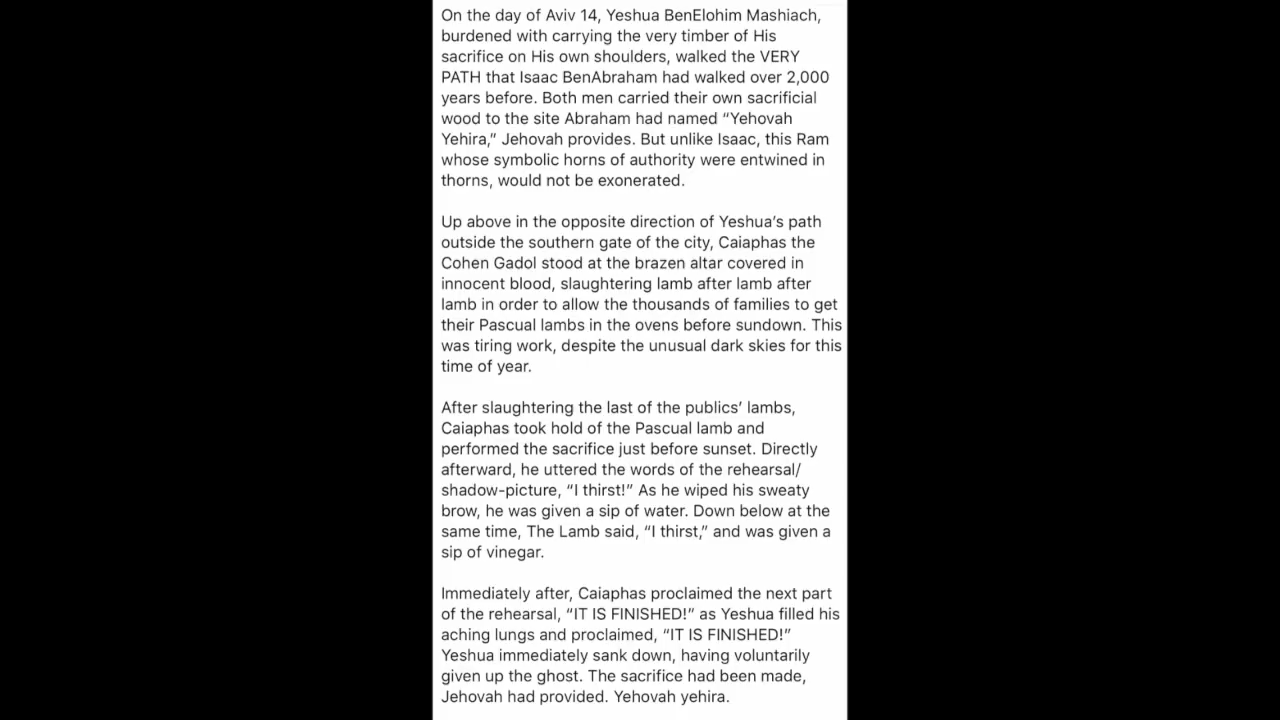 On the day of Aviv 14, Yeshua BenElohim Mashiach,
burdened with carrying the very timber of His
sacrifice on His own shoulders, walked the VERY
PATH that Isaac BenAbraham had walked over 2,000
years before. Both men carried their own sacrificial
wood to the site Abraham had named “Yehovah
Yehira,” Jehovah provides. But unlike Isaac, this Ram
whose symbolic horns of authority were entwined in
thorns, would not be exonerated.
Up above in the opposite direction of Yeshua’s path
outside the southern gate of the city, Caiaphas the
Cohen Gadol stood at the brazen altar covered in
innocent blood, slaughtering lamb after lamb after
lamb in order to allow the thousands of families to get
their Pascual lambs in the ovens before sundown. This
was tiring work, despite the unusual dark skies for this
time of year.
After slaughtering the last of the publics’ lambs,
Caiaphas took hold of the Pascual lamb and
performed the sacrifice just before sunset. Directly
afterward, he uttered the words of the rehearsal/
shadow-picture, “I thirst!” As he wiped his sweaty
brow, he was given a sip of water. Down below at the
same time, The Lamb said, “I thirst,” and was given a
sip of vinegar.
Immediately after, Caiaphas proclaimed the next part
of the rehearsal, “IT IS FINISHED!” as Yeshua filled his
aching lungs and proclaimed, “IT IS FINISHED!”
Yeshua immediately sank down, having voluntarily
given up the ghost. The sacrifice had been made,
Jehovah had provided. Yehovah yehira.